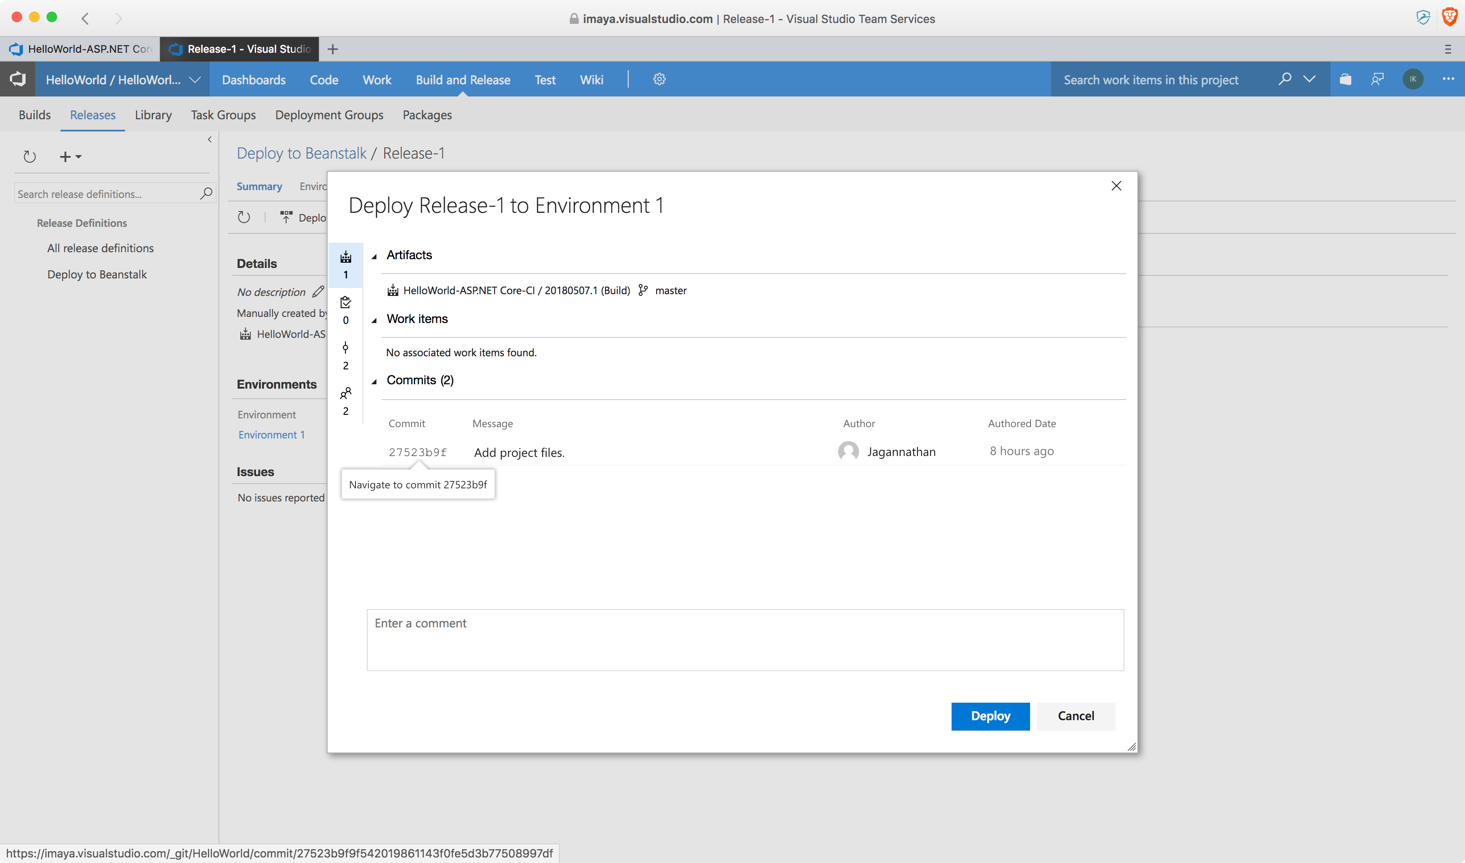 imaya.visualstudio.com | Release-1 - Visual Studio Team Services
HelloWorld-ASP.NET Cor
Release-1 - Visual Studio
HelloWorld / HelloWorl...
Dashboards
Code
Work
Build and Release
Test
Wiki
Search work items in this project
IK
Builds
Releases
Library
Task Groups
Deployment Groups
Packages
Search release definitions...
Release Definitions
All release definitions
Deploy to Beanstalk
Deploy to Beanstalk / Release-1
Summary
Enviro
Deplo
Details
No description
Manually created by
HelloWorld-AS
Environments
Environment
Environment 1
Issues
No issues reported
Deploy Release-1 to Environment 1
1
0
2
2
Artifacts
HelloWorld-ASP.NET Core-CI / 20180507.1 (Build)
master
Work items
No associated work items found.
Commits (2)
Commit
Message
Author
Authored Date
27523b9f
Add project files.
Jagannathan
8 hours ago
Navigate to commit 27523b9f
Enter a comment
Deploy
Cancel
https://imaya.visualstudio.com/_git/HelloWorld/commit/27523b9f9f542019861143f0fe5d3b77508997df